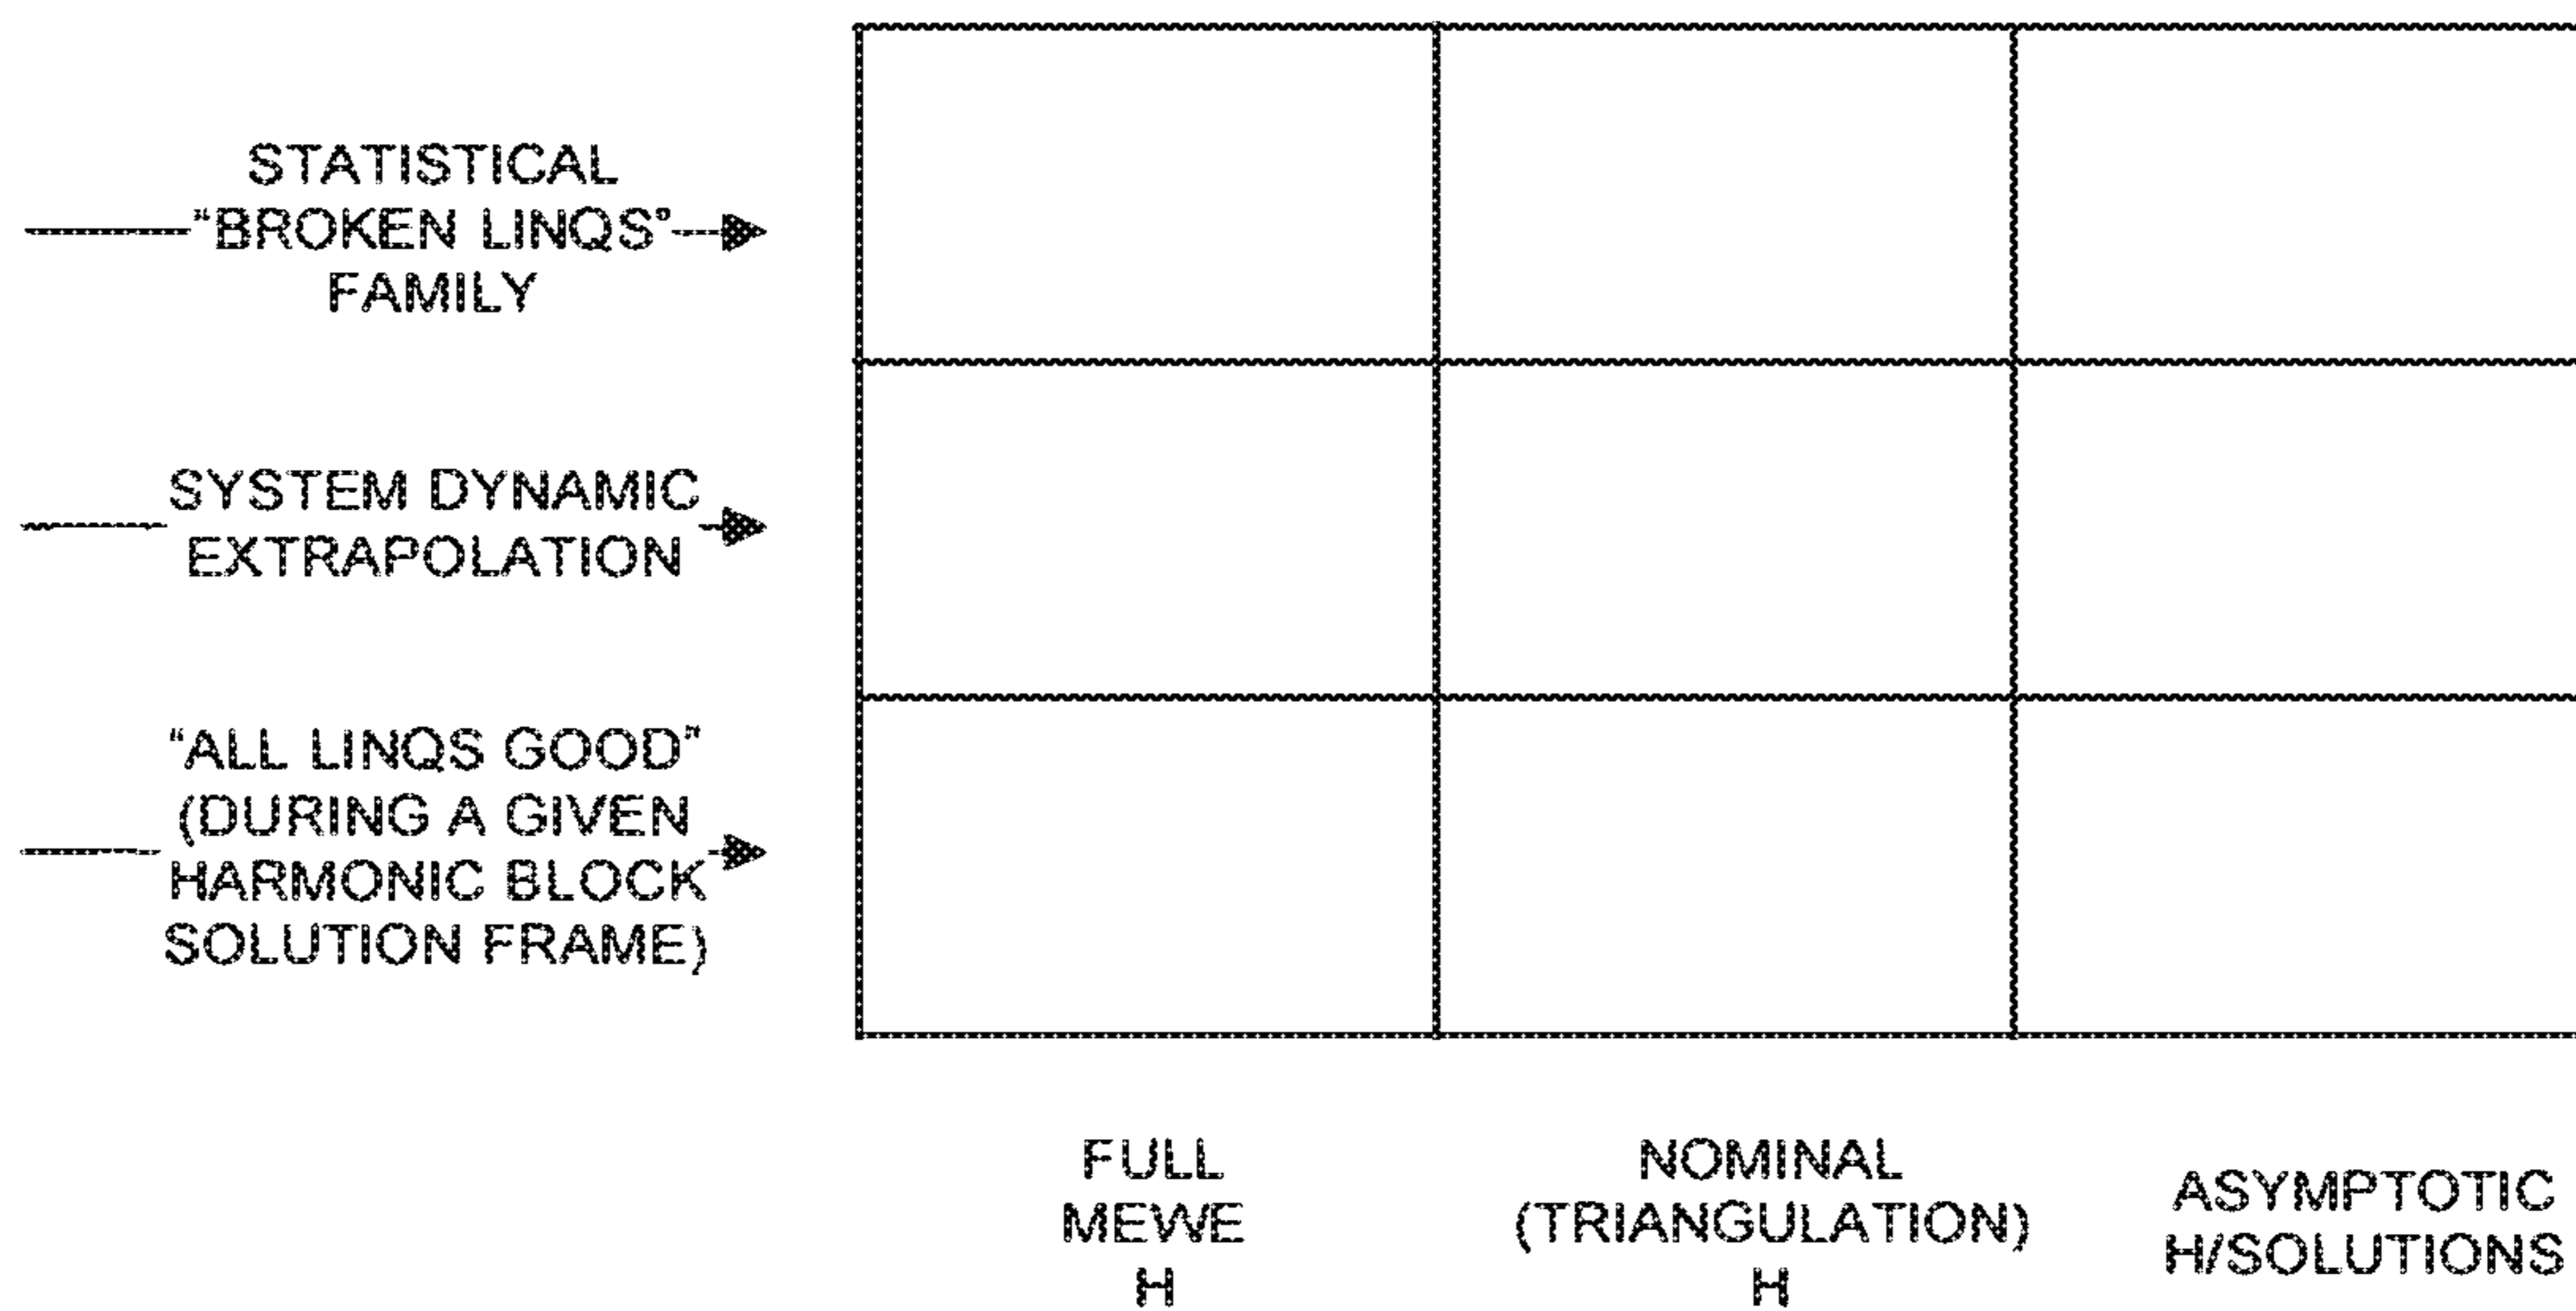 STATISTICAL
“BROKEN LINQS”
FAMILY
SYSTEM DYNAMIC
EXTRAPOLATION
“ALL LINQS GOOD”
(DURING A GIVEN
HARMONIC BLOCK
SOLUTION FRAME)
FULL
MEWE
H
NOMINAL
(TRIANGULATION)
H
ASYMPTOTIC
H/SOLUTIONS